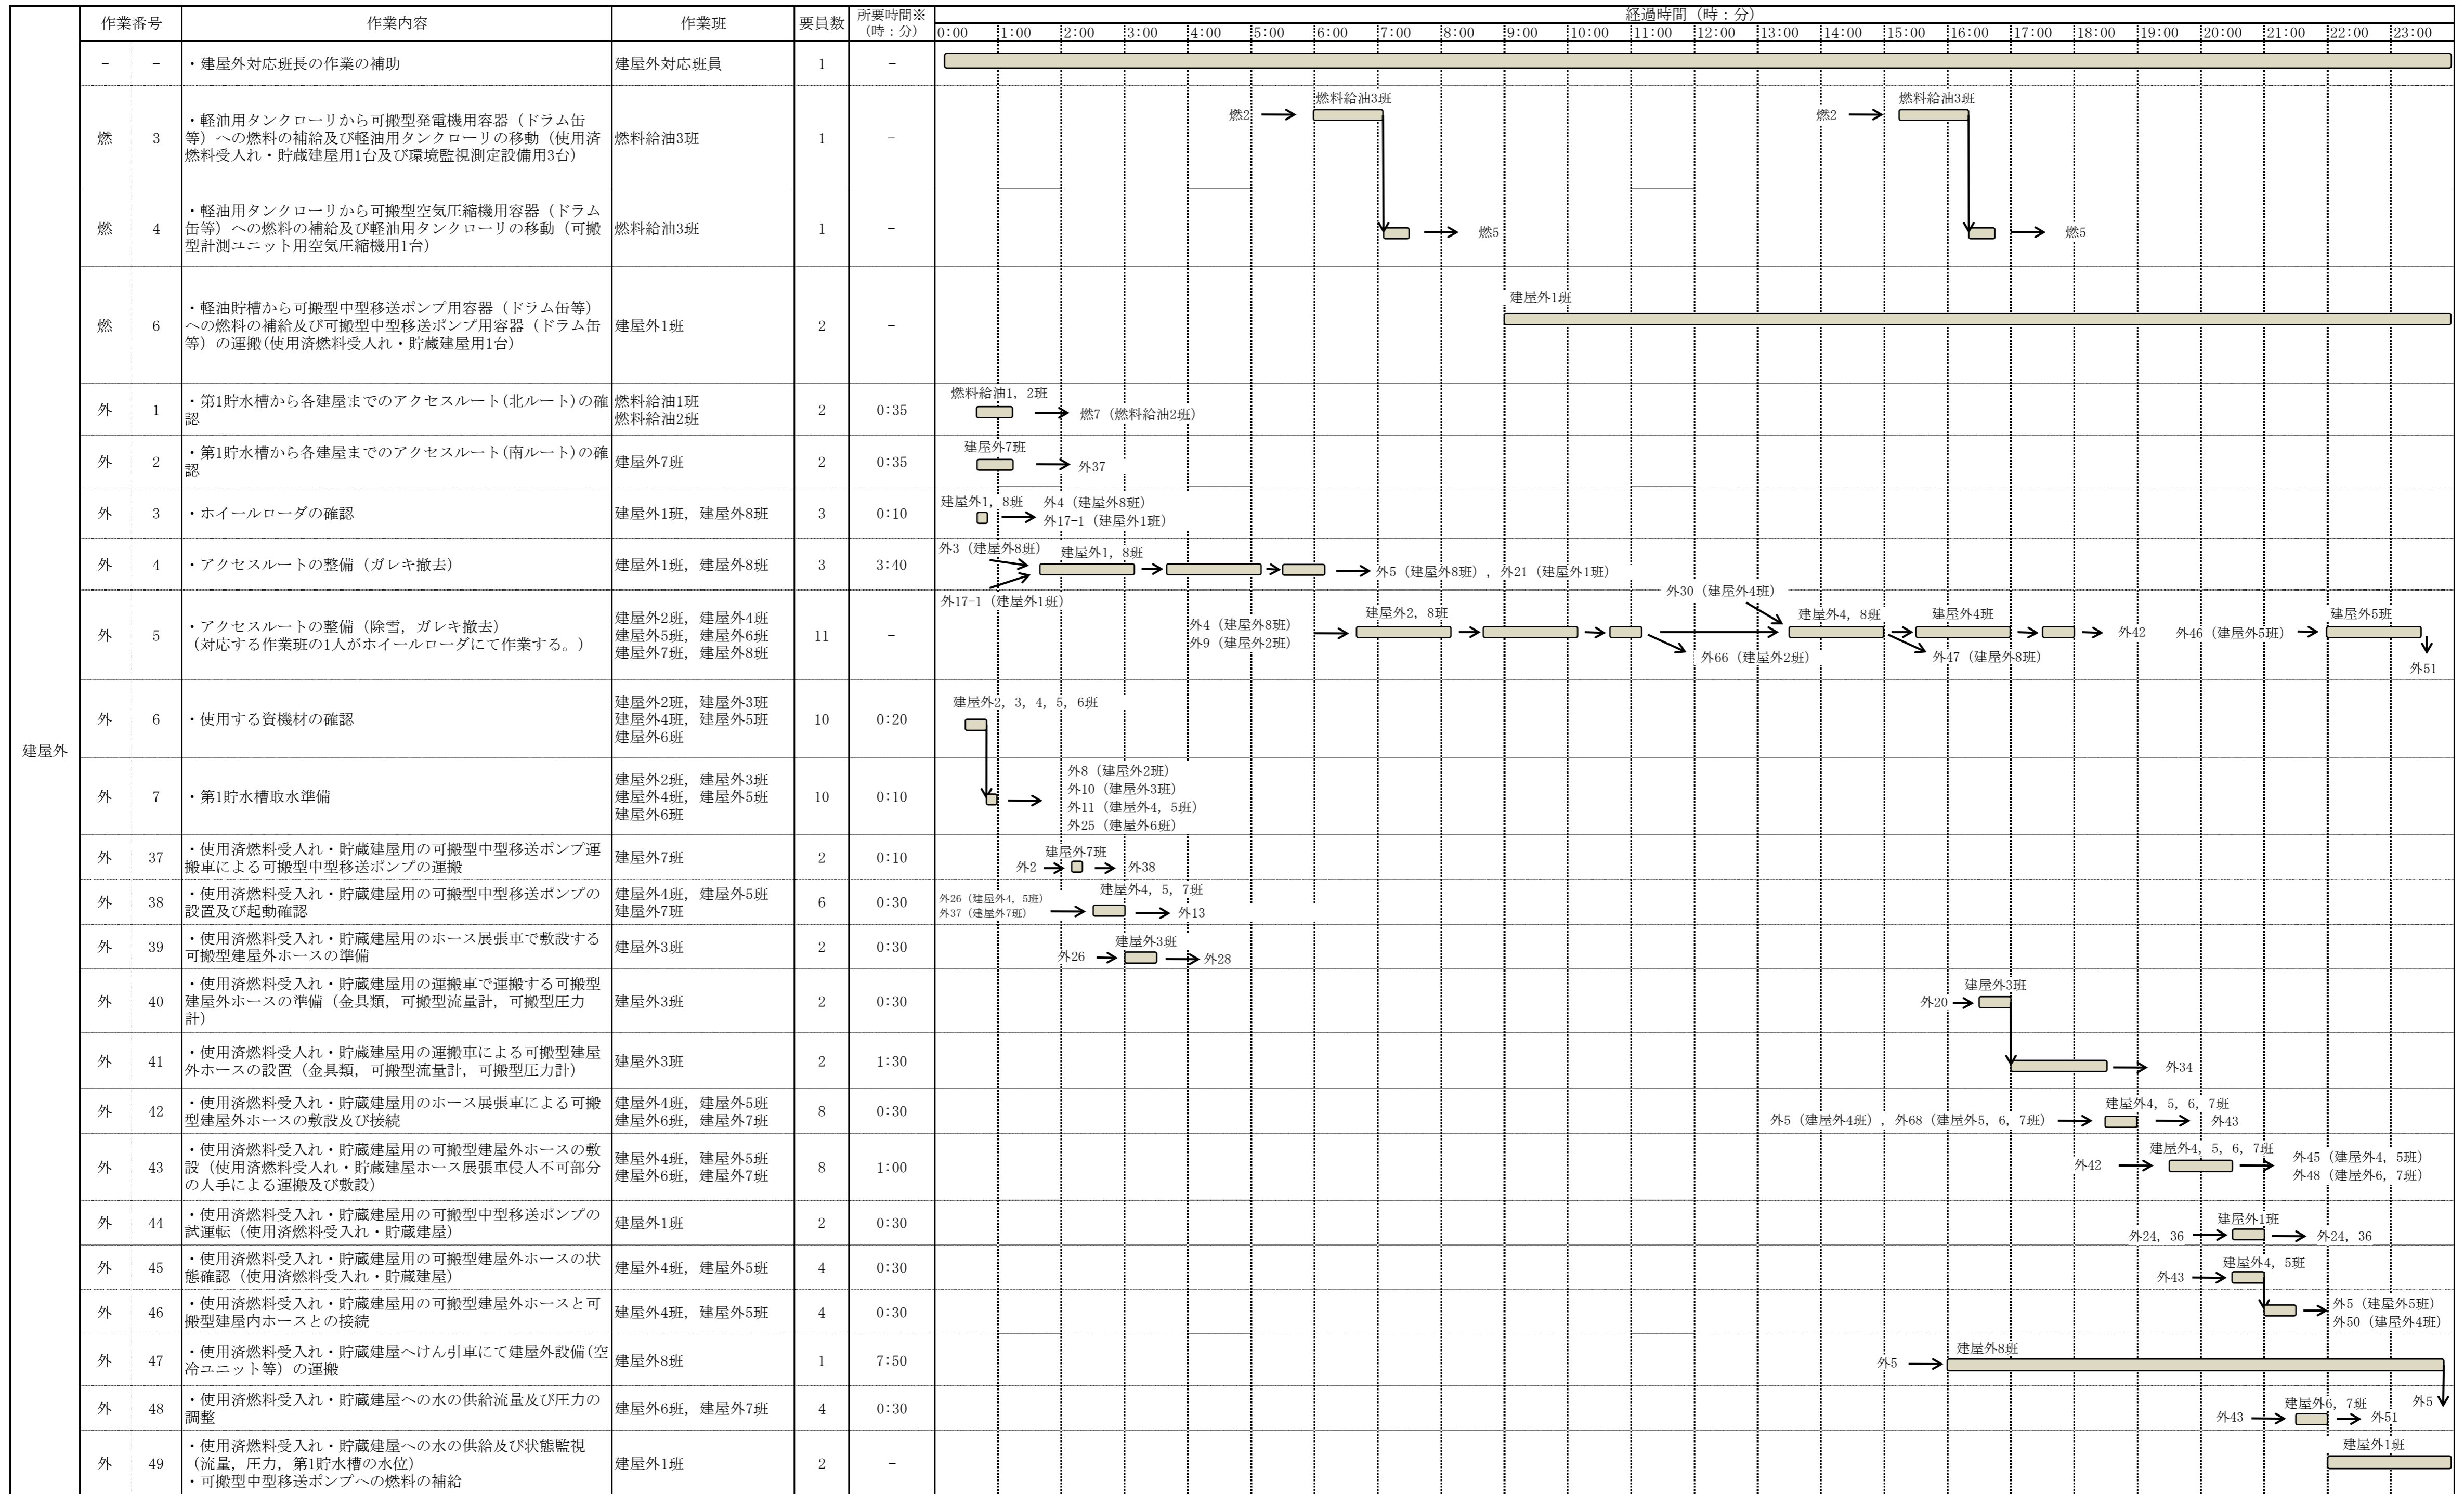 作業番号 作業内容 作業班 要員数 所要時間※ 経過時間（時：分）
（時：分）
0:00 1:00 2:00 3:00 4:00 5:00 6:00 7:00 8:00 9:00 10:00 11:00 12:00 13:00 14:00 15:00 16:00 17:00 18:00 19:00 20:00 21:00 22:00 23:00
建屋外
－ － ・建屋外対応班長の作業の補助 建屋外対応班員 1 －
燃 3
・軽油用タンクローリから可搬型発電機用容器（ドラム缶
等）への燃料の補給及び軽油用タンクローリの移動（使用済
燃料受入れ・貯蔵建屋用1台及び環境監視測定設備用3台）
燃料給油3班 1 －
燃2 燃料給油3班 燃2 燃料給油3班
燃 4
・軽油用タンクローリから可搬型空気圧縮機用容器（ドラム
缶等）への燃料の補給及び軽油用タンクローリの移動（可搬
型計測ユニット用空気圧縮機用1台）
燃料給油3班 1 －
燃5 燃5
燃 6
・軽油貯槽から可搬型中型移送ポンプ用容器（ドラム缶等）
への燃料の補給及び可搬型中型移送ポンプ用容器（ドラム缶
等）の運搬(使用済燃料受入れ・貯蔵建屋用1台）
建屋外1班 2 －
建屋外1班
外 1
・第1貯水槽から各建屋までのアクセスルート(北ルート)の確
認
燃料給油1班
燃料給油2班
2 0:35
燃料給油1，2班
燃7（燃料給油2班）
外 2
・第1貯水槽から各建屋までのアクセスルート(南ルート)の確
認
建屋外7班 2 0:35
建屋外7班
外37
外 3 ・ホイールローダの確認 建屋外1班，建屋外8班 3 0:10
建屋外1，8班
外4（建屋外8班）
外17-1（建屋外1班）
外 4 ・アクセスルートの整備（ガレキ撤去） 建屋外1班，建屋外8班 3 3:40
外3（建屋外8班）
建屋外1，8班
外5（建屋外8班），外21（建屋外1班）
外17-1（建屋外1班）
外 5
・アクセスルートの整備（除雪，ガレキ撤去）
（対応する作業班の1人がホイールローダにて作業する。）
建屋外2班，建屋外4班
建屋外5班，建屋外6班
建屋外7班，建屋外8班
11 －
外4（建屋外8班）
外9（建屋外2班）
建屋外2，8班
外30（建屋外4班）
外66（建屋外2班）
建屋外4，8班
外47（建屋外8班）
建屋外4班
外42
外46（建屋外5班）
建屋外5班
外51
外 6 ・使用する資機材の確認
建屋外2班，建屋外3班
建屋外4班，建屋外5班
建屋外6班
10 0:20
建屋外2，3，4，5，6班
外 7 ・第1貯水槽取水準備
建屋外2班，建屋外3班
建屋外4班，建屋外5班
建屋外6班
10 0:10
外8（建屋外2班）
外10（建屋外3班）
外11（建屋外4，5班）
外25（建屋外6班）
外 37
・使用済燃料受入れ・貯蔵建屋用の可搬型中型移送ポンプ運
搬車による可搬型中型移送ポンプの運搬
建屋外7班 2 0:10
建屋外7班
外2 外38
外 38
・使用済燃料受入れ・貯蔵建屋用の可搬型中型移送ポンプの
設置及び起動確認
建屋外4班，建屋外5班
建屋外7班
6 0:30
外26（建屋外4，5班）
外37（建屋外7班）
建屋外4，5，7班
外13
外 39
・使用済燃料受入れ・貯蔵建屋用のホース展張車で敷設する
可搬型建屋外ホースの準備
建屋外3班 2 0:30
建屋外3班
外26 外28
外 40
・使用済燃料受入れ・貯蔵建屋用の運搬車で運搬する可搬型
建屋外ホースの準備（金具類，可搬型流量計，可搬型圧力
計）
建屋外3班 2 0:30
建屋外3班
外20
外 41
・使用済燃料受入れ・貯蔵建屋用の運搬車による可搬型建屋
外ホースの設置（金具類，可搬型流量計，可搬型圧力計）
建屋外3班 2 1:30
外34
外 42
・使用済燃料受入れ・貯蔵建屋用のホース展張車による可搬
型建屋外ホースの敷設及び接続
建屋外4班，建屋外5班
建屋外6班，建屋外7班
8 0:30
建屋外4，5，6，7班
外5（建屋外4班），外68（建屋外5，6，7班） 外43
外 43
・使用済燃料受入れ・貯蔵建屋用の可搬型建屋外ホースの敷
設（使用済燃料受入れ・貯蔵建屋ホース展張車侵入不可部分
の人手による運搬及び敷設）
建屋外4班，建屋外5班
建屋外6班，建屋外7班
8 1:00
建屋外4，5，6，7班
外42
外45（建屋外4，5班）
外48（建屋外6，7班）
外 44
・使用済燃料受入れ・貯蔵建屋用の可搬型中型移送ポンプの
試運転（使用済燃料受入れ・貯蔵建屋）
建屋外1班 2 0:30
建屋外1班
外24，36 外24，36
外 45
・使用済燃料受入れ・貯蔵建屋用の可搬型建屋外ホースの状
態確認（使用済燃料受入れ・貯蔵建屋）
建屋外4班，建屋外5班 4 0:30
建屋外4，5班
外43
外 46
・使用済燃料受入れ・貯蔵建屋用の可搬型建屋外ホースと可
搬型建屋内ホースとの接続
建屋外4班，建屋外5班 4 0:30
外5（建屋外5班）
外50（建屋外4班）
外 47
・使用済燃料受入れ・貯蔵建屋へけん引車にて建屋外設備(空
冷ユニット等）の運搬
建屋外8班 1 7:50
建屋外8班
外5
外5
外 48
・使用済燃料受入れ・貯蔵建屋への水の供給流量及び圧力の
調整
建屋外6班，建屋外7班 4 0:30
建屋外6，7班
外43 外51
外 49
・使用済燃料受入れ・貯蔵建屋への水の供給及び状態監視
（流量，圧力，第1貯水槽の水位）
・可搬型中型移送ポンプへの燃料の補給
建屋外1班 2 －
建屋外1班